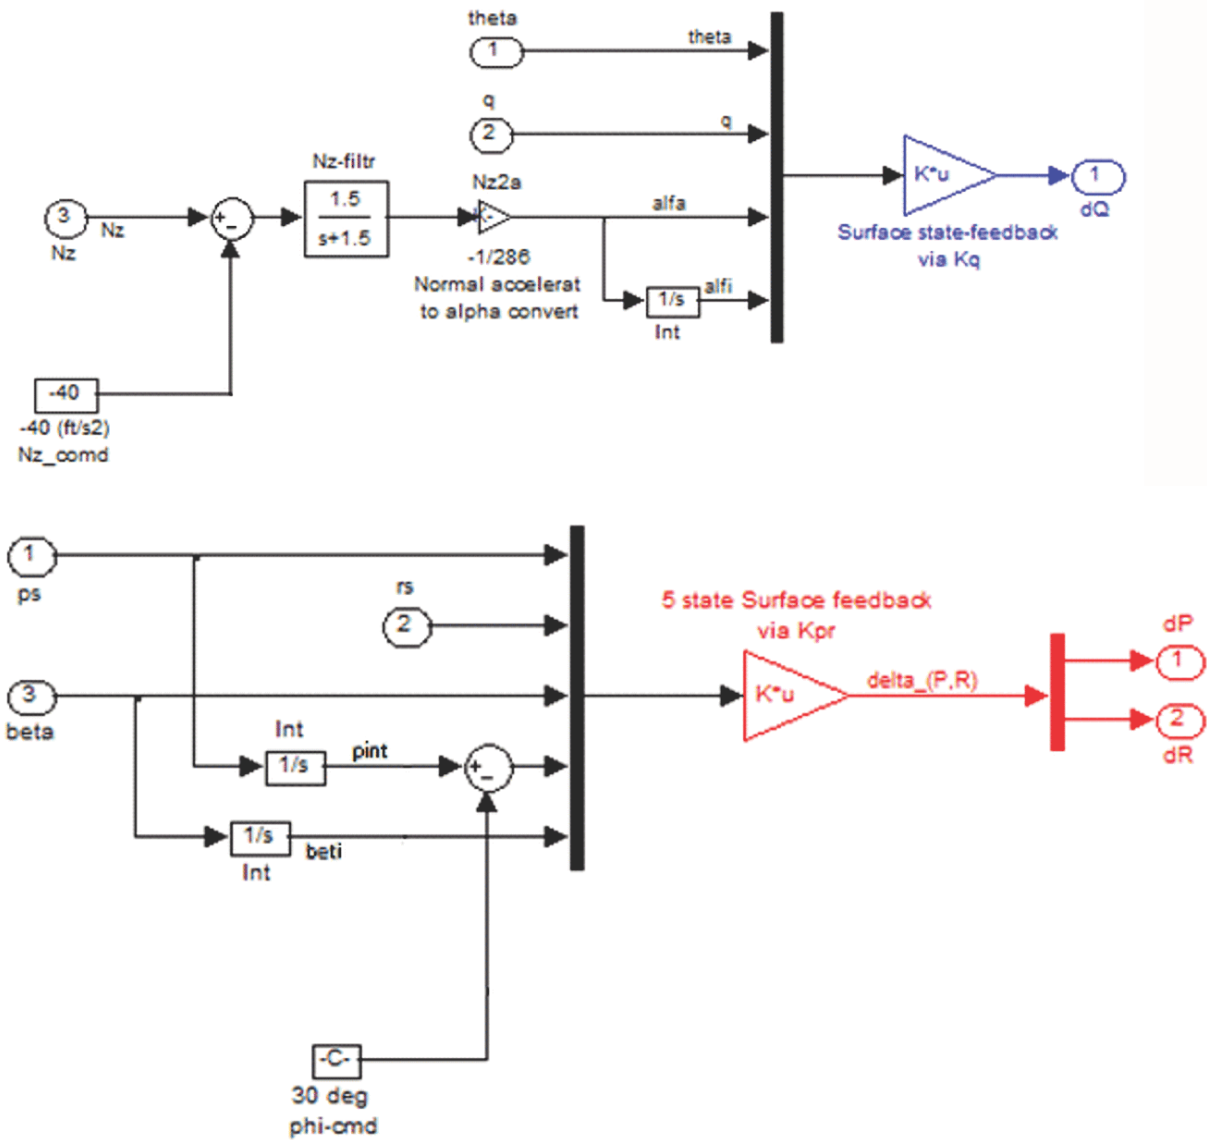 theta
1
theta
q
2
q
Nz-filtr
1.5
s+1.5
Nz2a
3
Nz
Nz
+
-
alfa
-1/286
Normal accelerat
to alpha convert
1/s
alfi
Int
K*u
1
dQ
Surface state-feedback
via Kq
-40
-40 (ft/s2)
Nz_comd
1
ps
rs
2
3
beta
Int
1/s
pint
+
-
1/s
beti
Int
5 state Surface feedback
via Kpr
K*u
delta_(P,R)
dP
1
2
dR
-C-
30 deg
phi-cmd